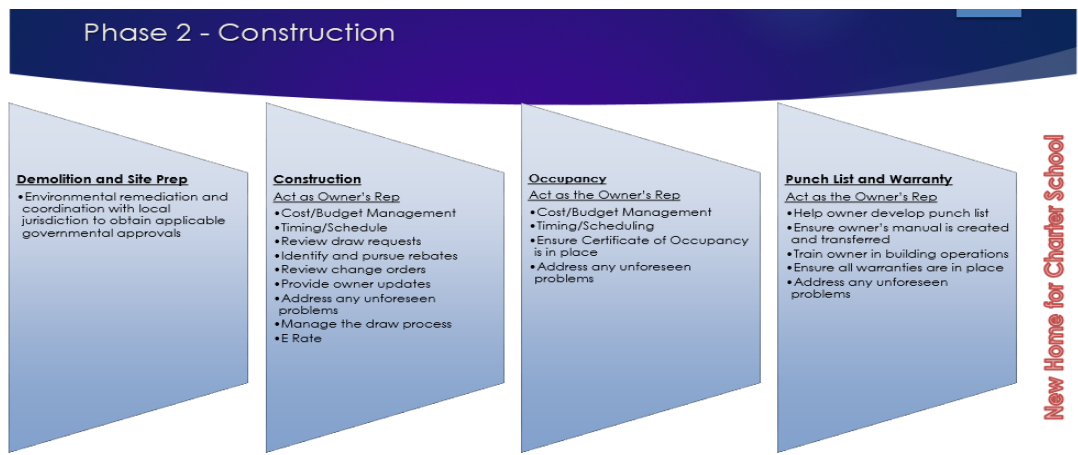 Phase 2 - Construction
Demolition and Site Prep
•Environmental remediation and
coordination with local
jurisdiction to obtain applicable
governmental approvals
Construction
Act as Owner's Rep
•Cost/Budget Management
•Timing/Schedule
•Review draw requests
•Identify and pursue rebates
•Review change orders
•Provide owner updates
•Address any unforeseen
problems
•Manage the draw process
•E Rate
Occupancy
Act as the Owner's Rep
•Cost/Budget Management
•Timing/Scheduling
•Ensure Certificate of Occupancy
is in place
•Address any unforeseen
problems
Punch List and Warranty
Act as the Owner's Rep
•Help owner develop punch list
•Ensure owner's manual is created
and transferred
•Train owner in building operations
•Ensure all warranties are in place
•Address any unforeseen
problems
New Home for Charter School